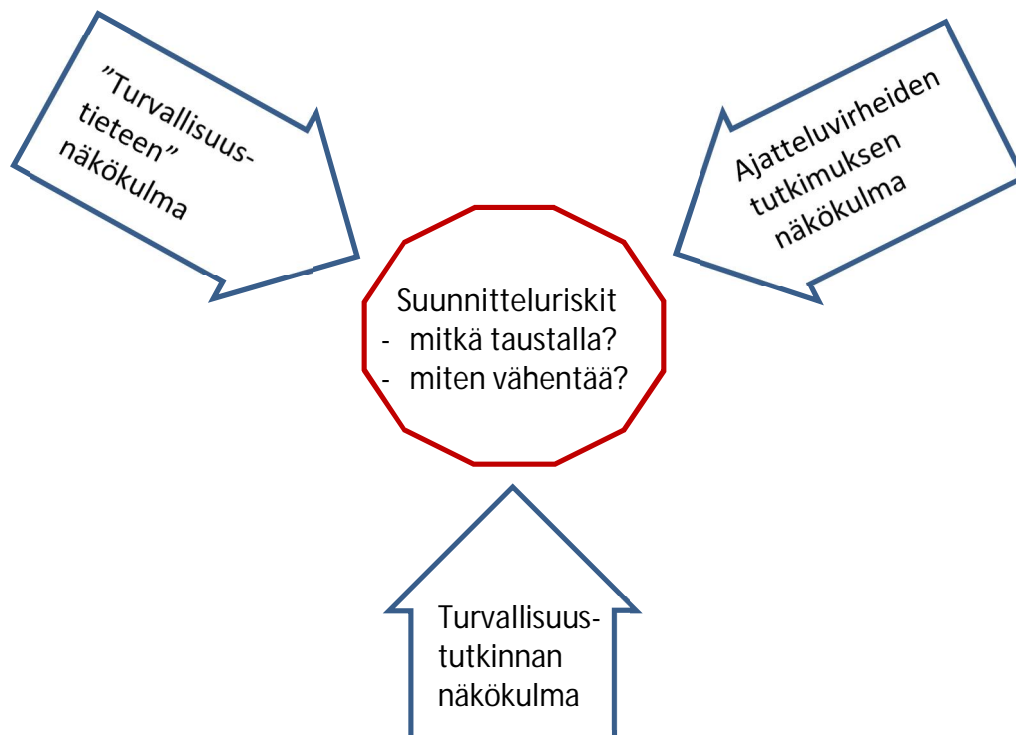 ”Turvallisuus-
tieteen”
näkökulma
Ajatteluvirheiden
tutkimuksen
näkökulma
Suunnitteluriskit
- mitkä taustalla?
- miten vähentää?
Turvallisuus-
tutkinnan
näkökulma